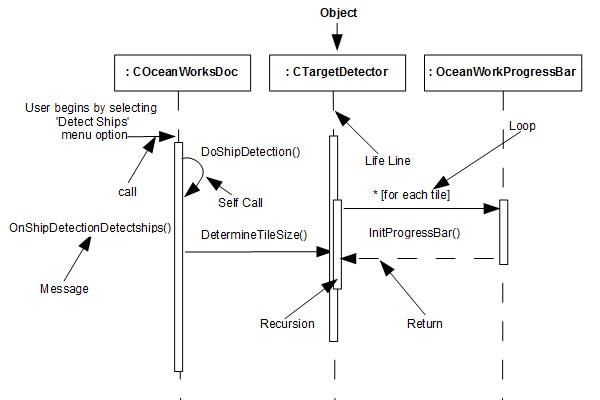 Object
: COceanWorksDoc
: CTargetDetector
: OceanWorkProgressBar
User begins by selecting
'Detect Ships'
menu option
Loop
DoShipDetection()
Life Line
call
Self Call
* [for each tile]
OnShipDetectionDetectships()
DetermineTileSize()
InitProgressBar()
Message
Recursion
Return